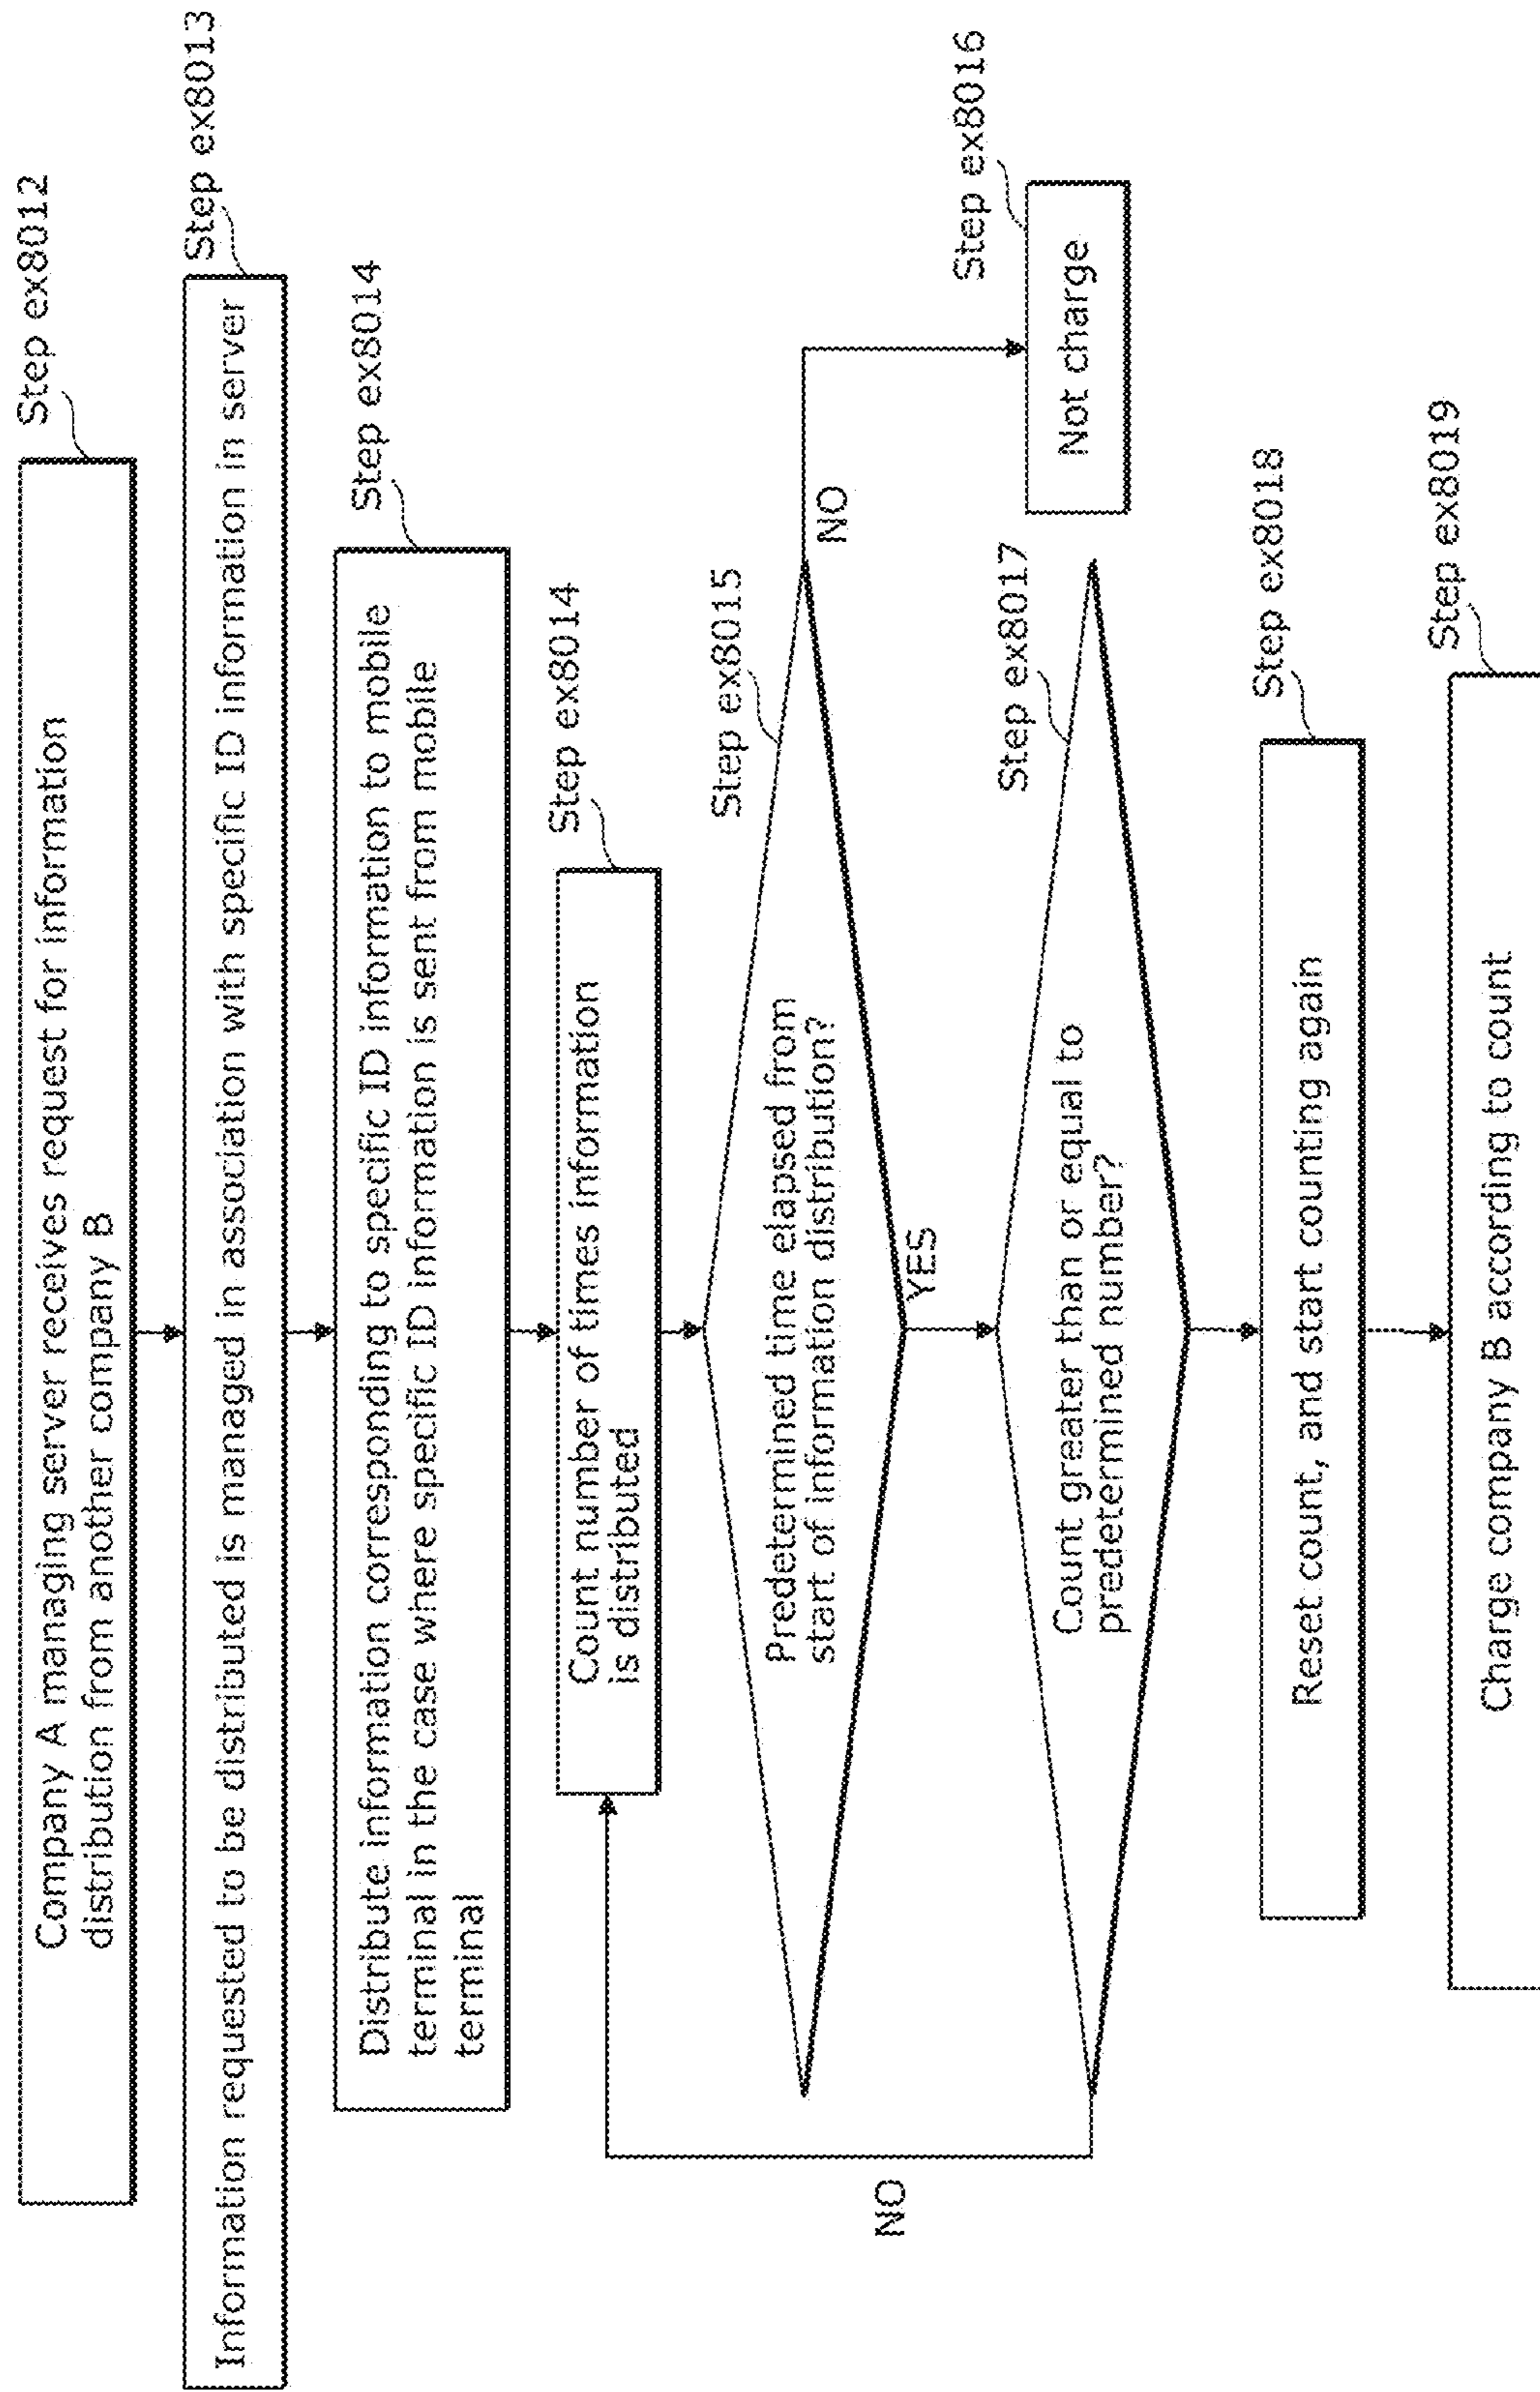 Step ex8012
Company A managing server receives request for information
distribution from another company B
Step ex8013
Information requested to be distributed is managed in association with specific ID information in server
Step ex8014
Distribute information corresponding to specific ID information to mobile
terminal in the case where specific ID information is sent from mobile
terminal
Step ex8014
Count number of times information
is distributed
Step ex8015
Predetermined time elapsed from
start of information distribution?
NO
YES
Step ex8016
Not charge
Step ex8017
Count greater than or equal to
predetermined number?
NO
Step ex8018
Reset count, and start counting again
Step ex8019
Charge company B according to count